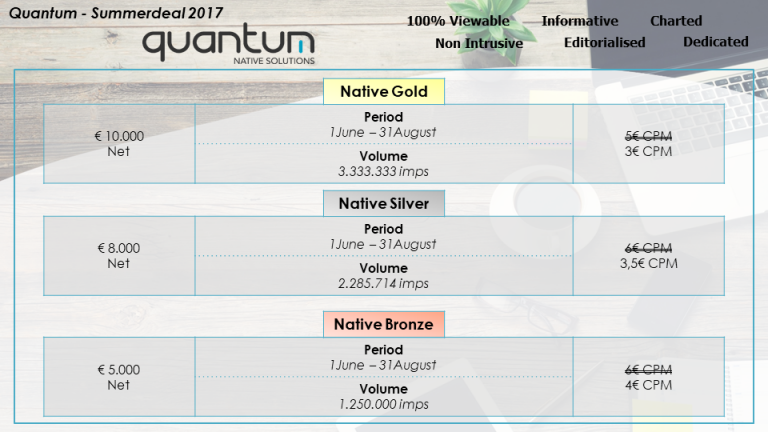 Quantum - Summerdeal 2017
100% Viewable Informative Charted
Non Intrusive Editorialised Dedicated
quantum
NATIVE SOLUTIONS
Native Gold
€ 10.000
Net
Period
1June – 31August
Volume
3.333.333 imps
5€ CPM
3€ CPM
Native Silver
€ 8.000
Net
Period
1June – 31August
Volume
2.285.714 imps
6€ CPM
3,5€ CPM
Native Bronze
€ 5.000
Net
Period
1June – 31August
Volume
1.250.000 imps
6€ CPM
4€ CPM